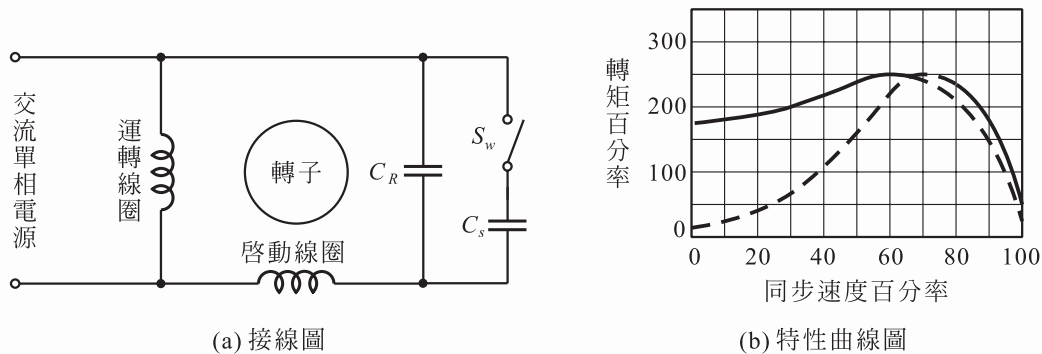 交流單相電源
運轉線圈
轉子
啓動線圈
C_R
S_w
C_s
(a) 接線圖
轉矩百分率
300
200
100
0
0 20 40 60 80 100
同步速度百分率
(b) 特性曲線圖